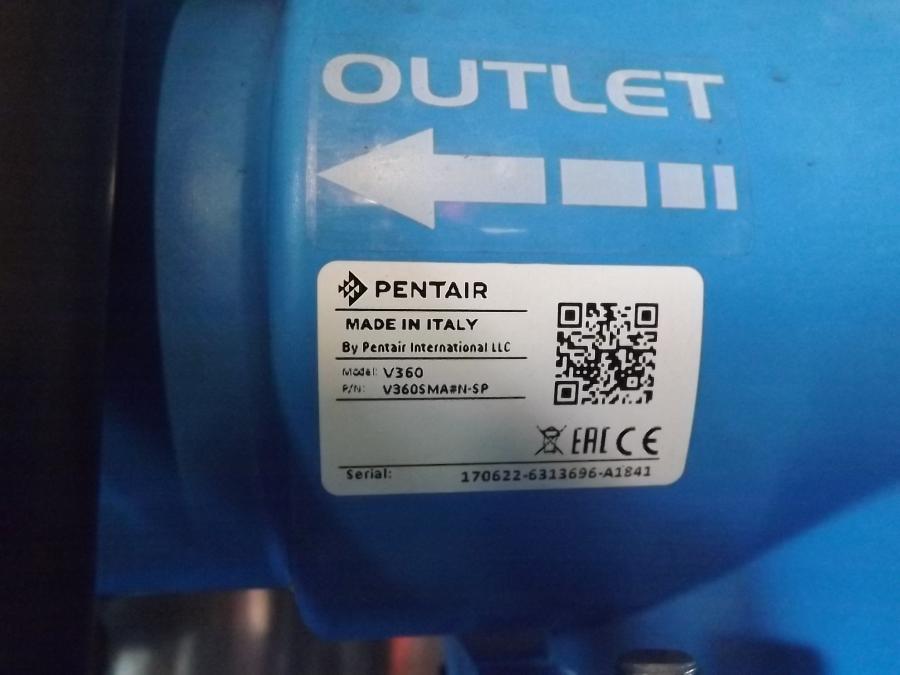 OUTLET
PENTAIR
MADE IN ITALY
By Pentair International LLC
Model: V360
P/N: V360SMA#N-SP
EAC CE
Serial: 170622-6313696-A1841